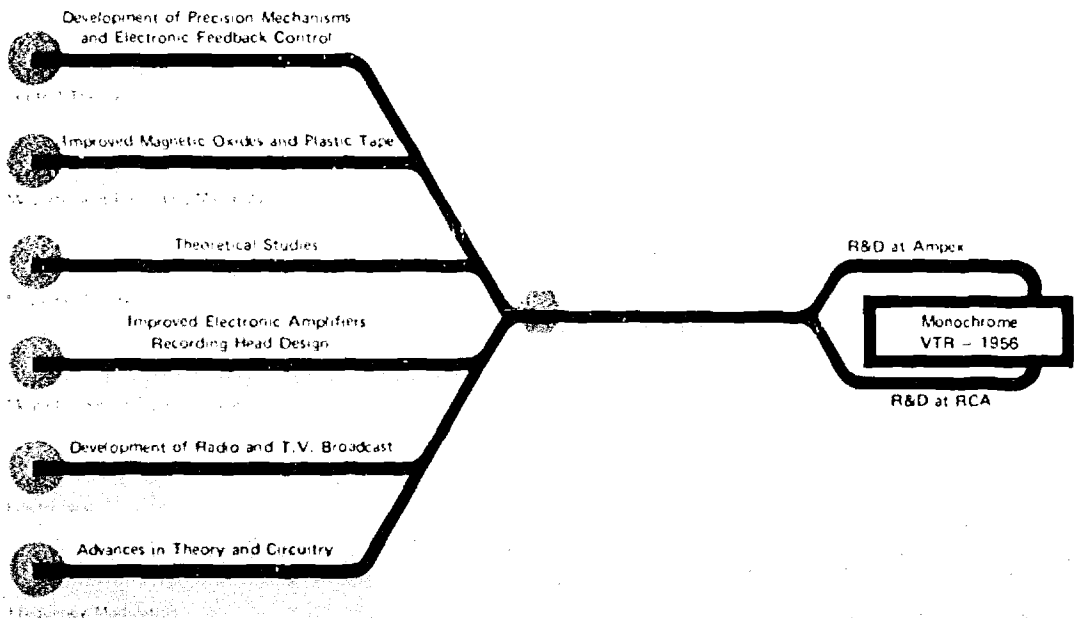 Development of Precision Mechanisms
and Electronic Feedback Control
Improved Magnetic Oxides and Plastic Tape
Theoretical Studies
R&D at Ampex
Improved Electronic Amplifiers
Recording Head Design
Monochrome
VTR – 1956
R&D at RCA
Development of Radio and T.V. Broadcast
Advances in Theory and Circuitry
Frequency Modulation